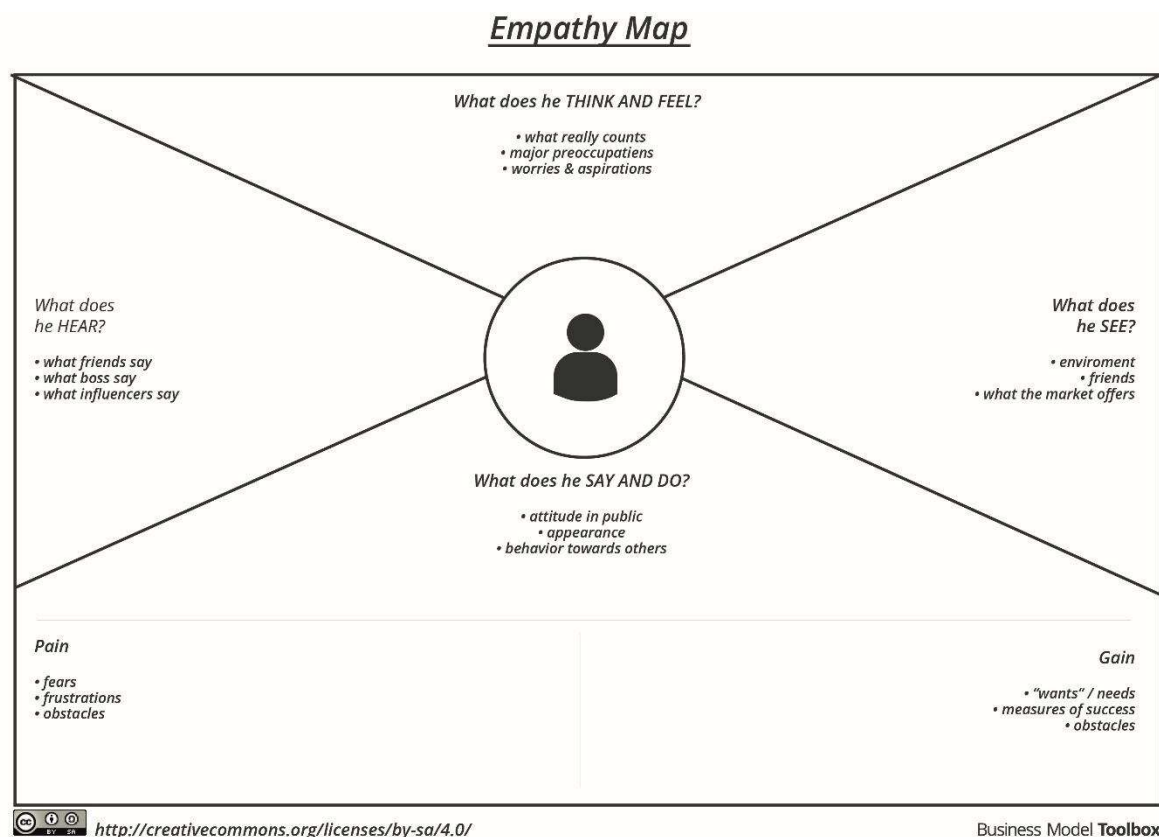 Empathy Map
What does he THINK AND FEEL?
• what really counts
• major preoccupatiens
• worries & aspirations
What does
he HEAR?
• what friends say
• what boss say
• what influencers say
What does
he SEE?
• enviroment
• friends
• what the market offers
What does he SAY AND DO?
• attitude in public
• appearance
• behavior towards others
Pain
• fears
• frustrations
• obstacles
Gain
• "wants" / needs
• measures of success
• obstacles
cc BY SA
http://creativecommons.org/licenses/by-sa/4.0/
Business Model Toolbox